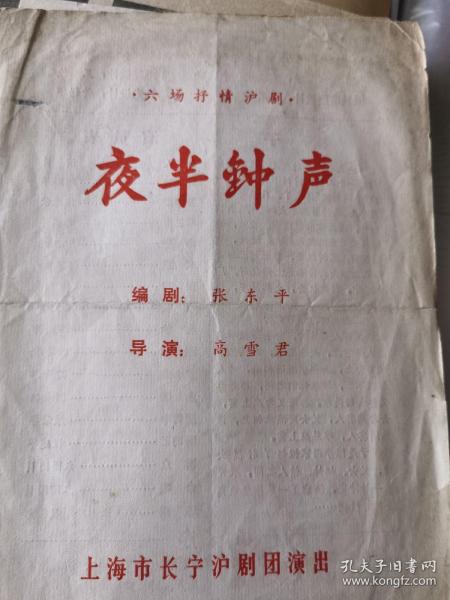 ·六场抒情沪剧·
夜半鈡声
编剧：张东平
导演：高雪君
上海市长宁沪剧团演出
孔夫子旧书网
www.kongfz.com